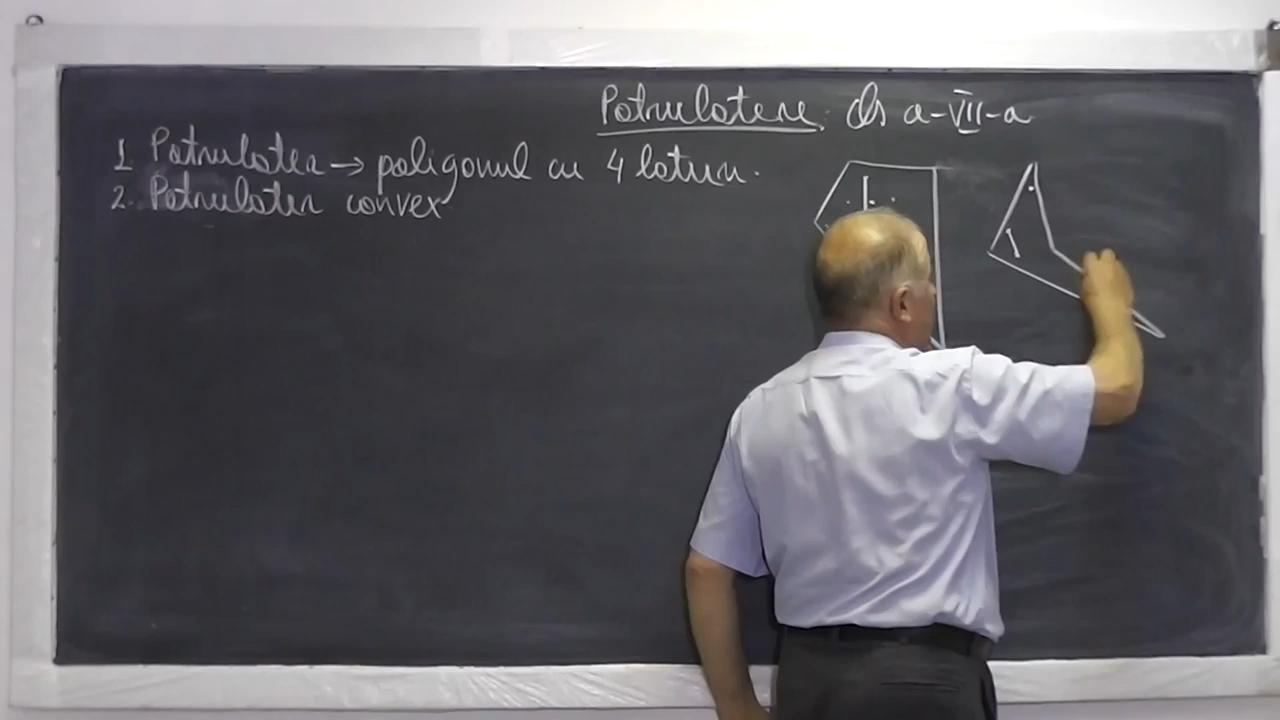 Patrulatere. Cls a-VII-a
1. Patrulater → poligonul cu 4 laturi.
2. Patrulater convex